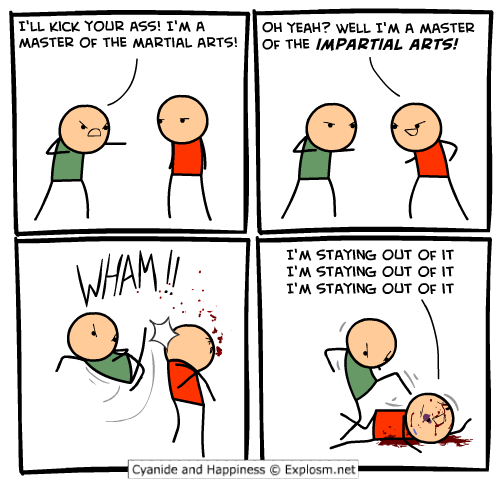 I'LL KICK YOUR ASS! I'M A
MASTER OF THE MARTIAL ARTS!
OH YEAH? WELL I'M A MASTER
OF THE IMPARTIAL ARTS!
WHAM!!
I'M STAYING OUT OF IT
I'M STAYING OUT OF IT
I'M STAYING OUT OF IT
Cyanide and Happiness © Explosm.net